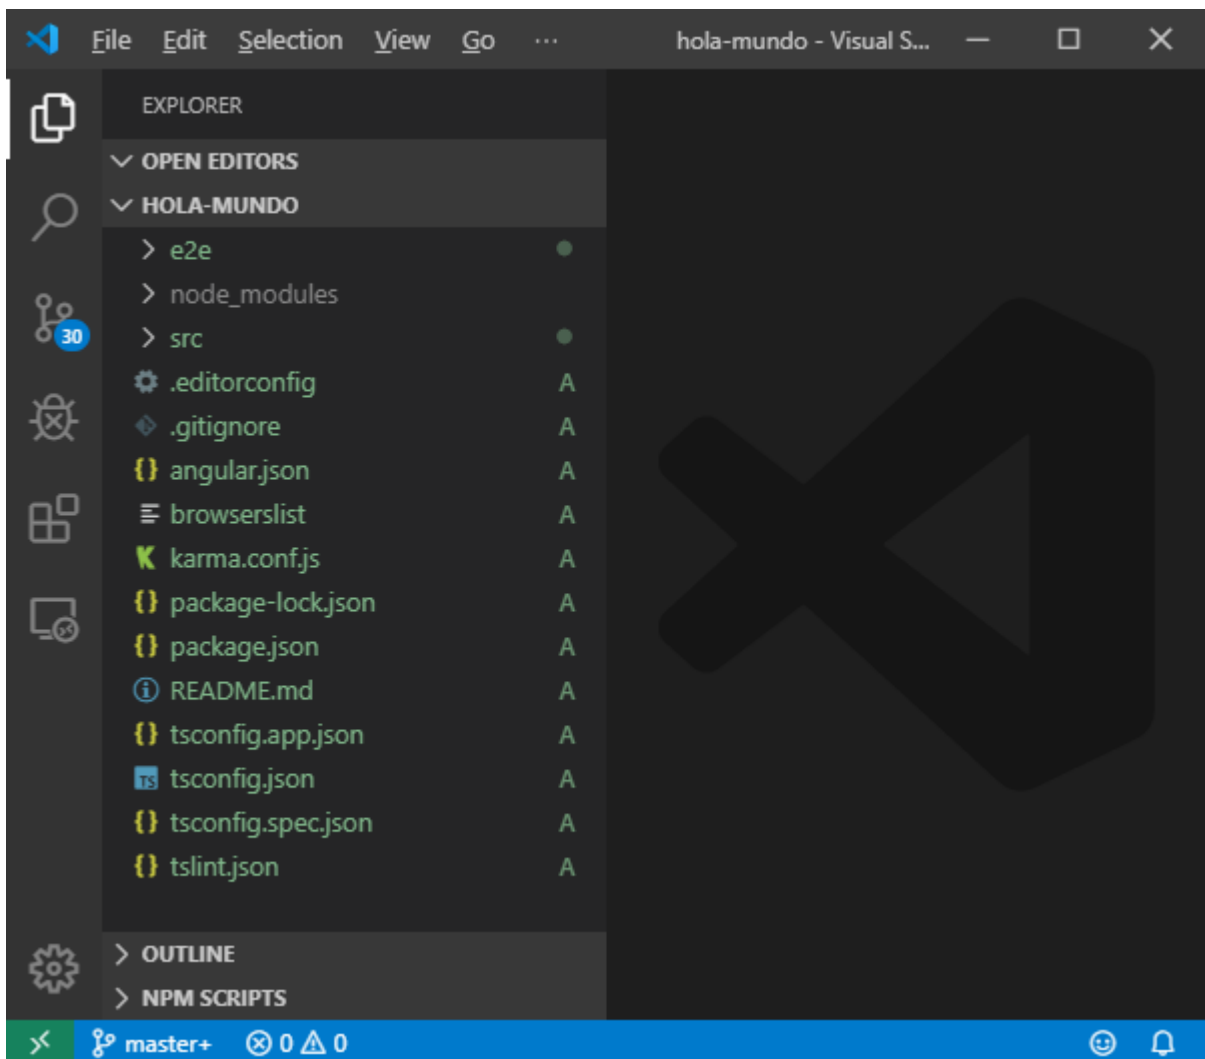 File Edit Selection View Go ··· hola-mundo - Visual S...
EXPLORER
OPEN EDITORS
HOLA-MUNDO
e2e
node_modules
src
.editorconfig A
.gitignore A
angular.json A
browserslist A
karma.conf.js A
package-lock.json A
package.json A
README.md A
tsconfig.app.json A
TS tsconfig.json A
tsconfig.spec.json A
tslint.json A
30
OUTLINE
NPM SCRIPTS
master+ 0 0